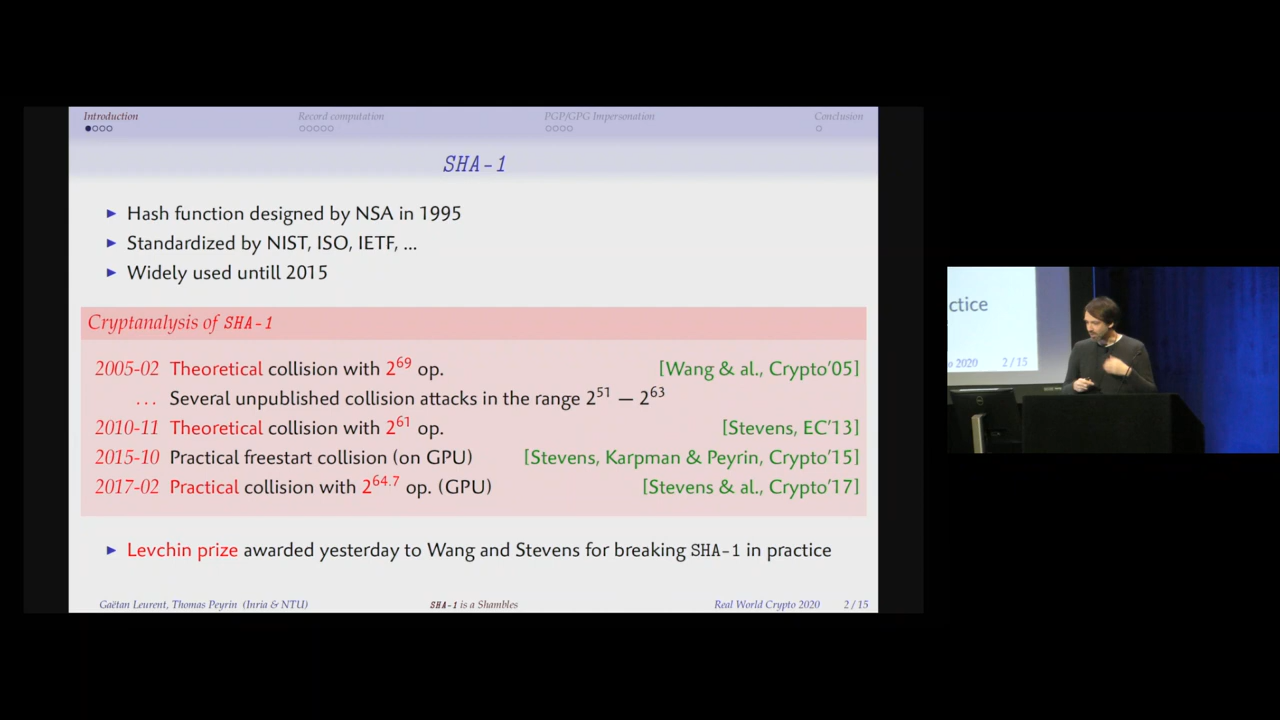 Introduction
Record computation
PGP/GPG Impersonation
Conclusion
SHA-1
Hash function designed by NSA in 1995
Standardized by NIST, ISO, IETF, ...
Widely used untill 2015
Cryptanalysis of SHA-1
2005-02 Theoretical collision with 2^69 op. [Wang & al., Crypto'05]
... Several unpublished collision attacks in the range 2^51 — 2^63
2010-11 Theoretical collision with 2^61 op. [Stevens, EC'13]
2015-10 Practical freestart collision (on GPU) [Stevens, Karpman & Peyrin, Crypto'15]
2017-02 Practical collision with 2^64.7 op. (GPU) [Stevens & al., Crypto'17]
Levchin prize awarded yesterday to Wang and Stevens for breaking SHA-1 in practice
Gaëtan Leurent, Thomas Peyrin (Inria & NTU)
SHA-1 is a Shambles
Real World Crypto 2020 2 / 15
ctice
2020 2 / 15